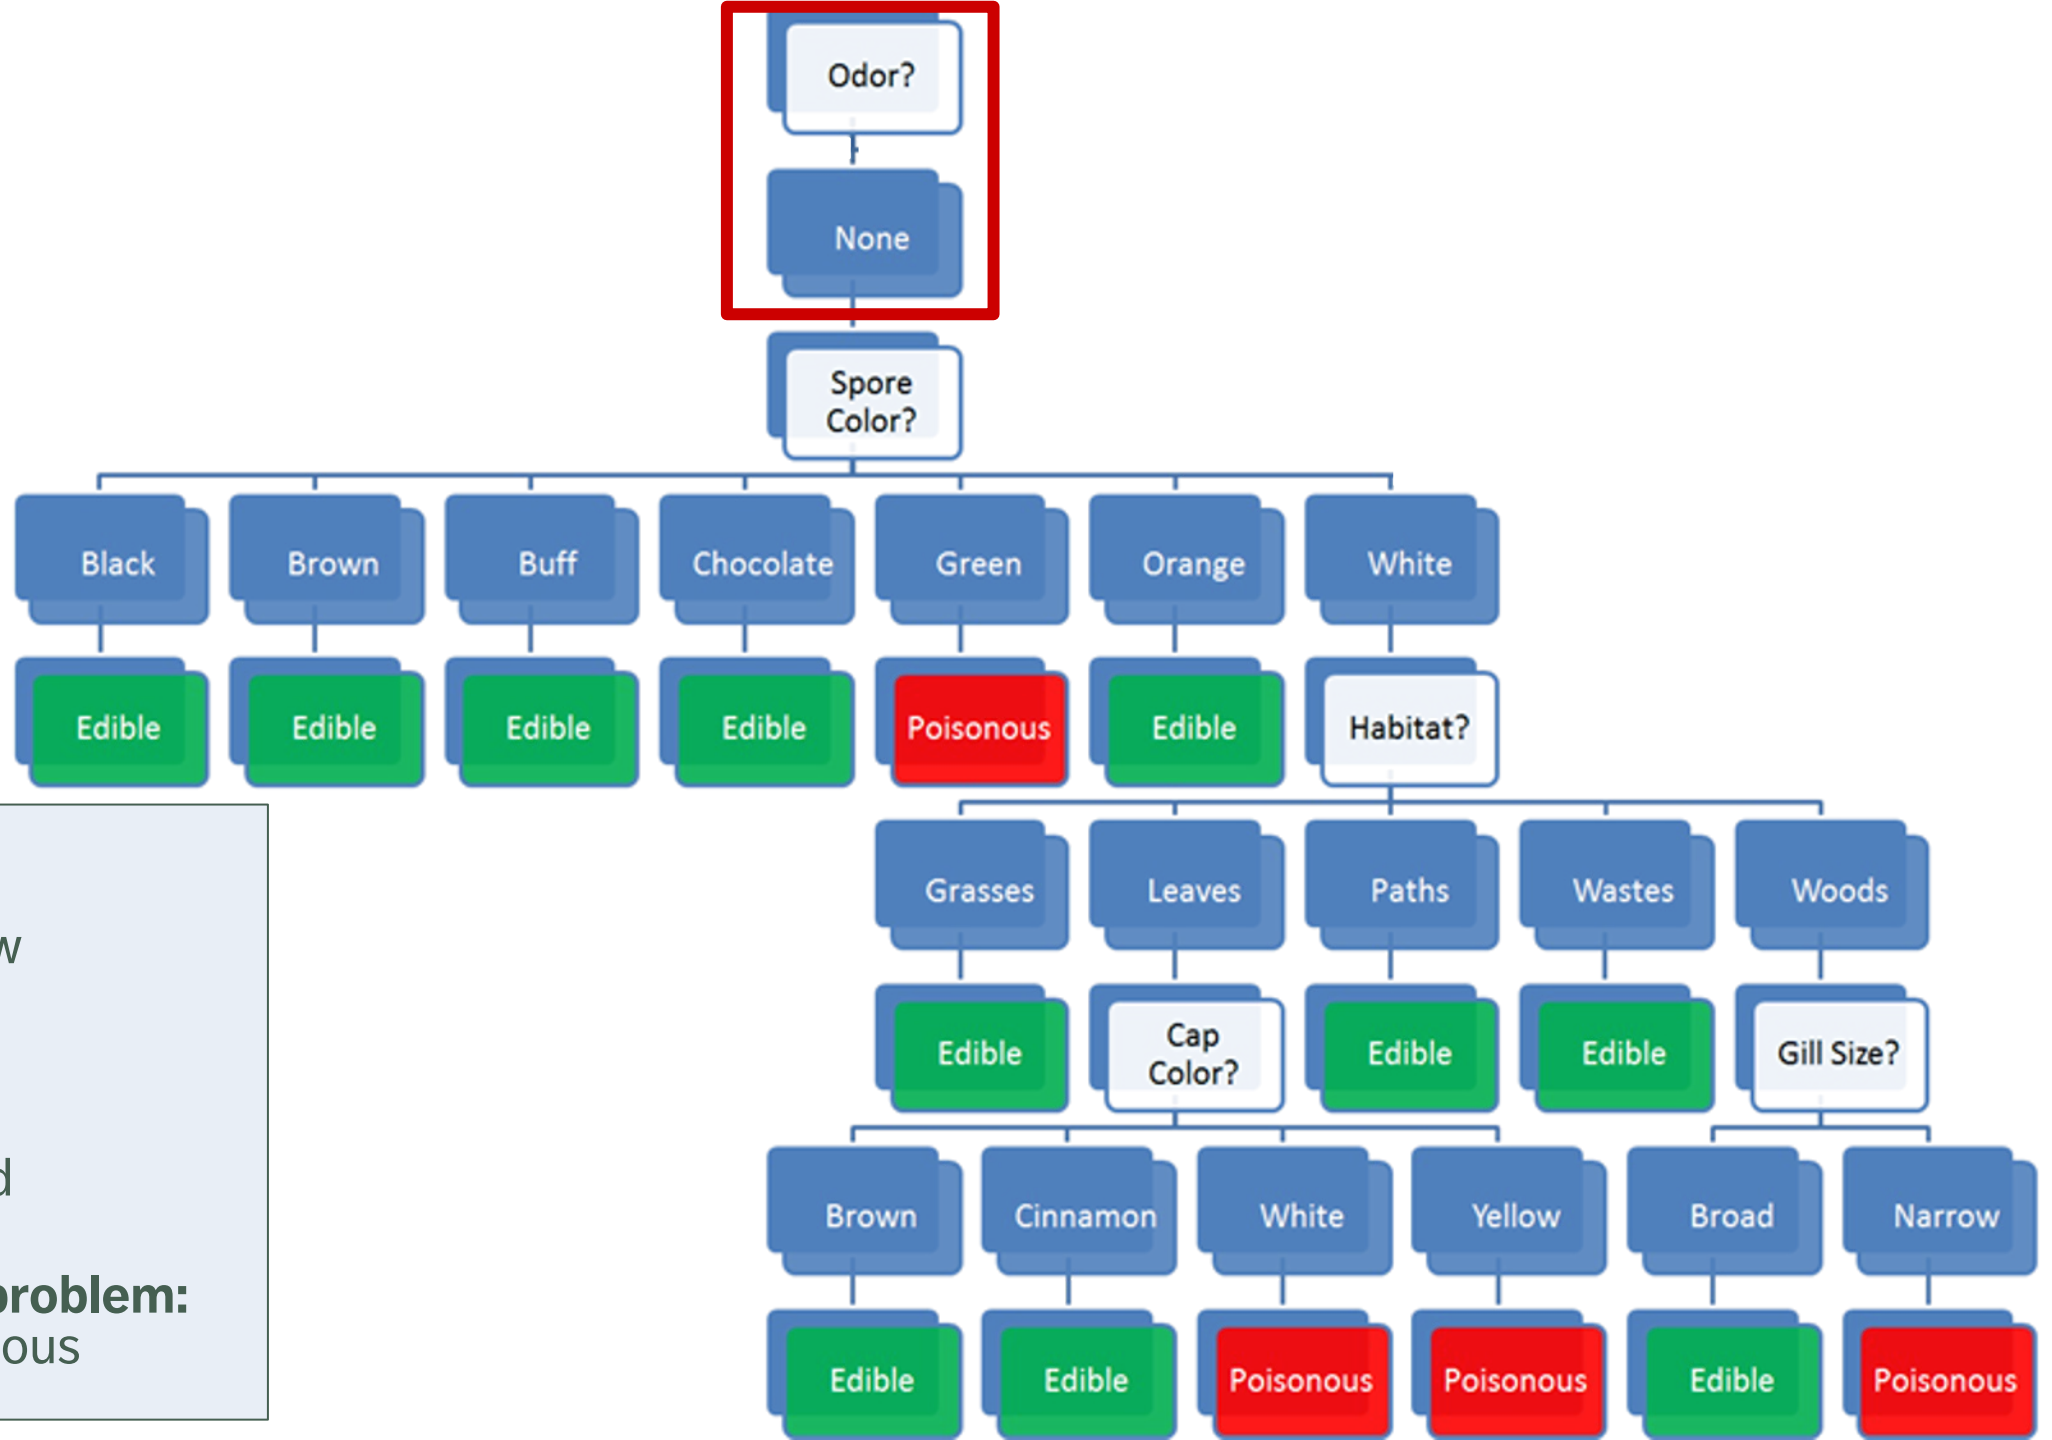 Odor?
None
Spore
Color?
Black
Brown
Buff
Chocolate
Green
Orange
White
Edible
Edible
Edible
Edible
Poisonous
Edible
Habitat?
Grasses
Leaves
Paths
Wastes
Woods
Edible
Cap
Color?
Edible
Edible
Gill Size?
Brown
Cinnamon
White
Yellow
Broad
Narrow
Edible
Edible
Poisonous
Poisonous
Edible
Poisonous
problem: